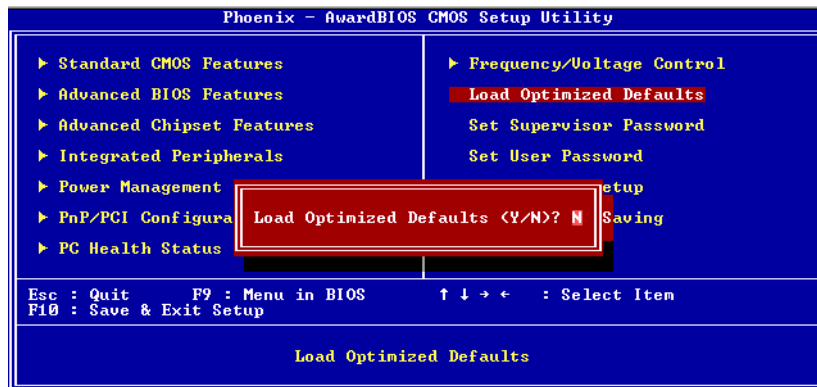 Phoenix - AwardBIOS CMOS Setup Utility
▶ Standard CMOS Features
▶ Advanced BIOS Features
▶ Advanced Chipset Features
▶ Integrated Peripherals
▶ Power Management
▶ PnP/PCI Configura
▶ PC Health Status
▶ Frequency/Voltage Control
Load Optimized Defaults
Set Supervisor Password
Set User Password
etup
Saving
Load Optimized Defaults (Y/N)? N
Esc : Quit F9 : Menu in BIOS ↑ ↓ → ← : Select Item
F10 : Save & Exit Setup
Load Optimized Defaults